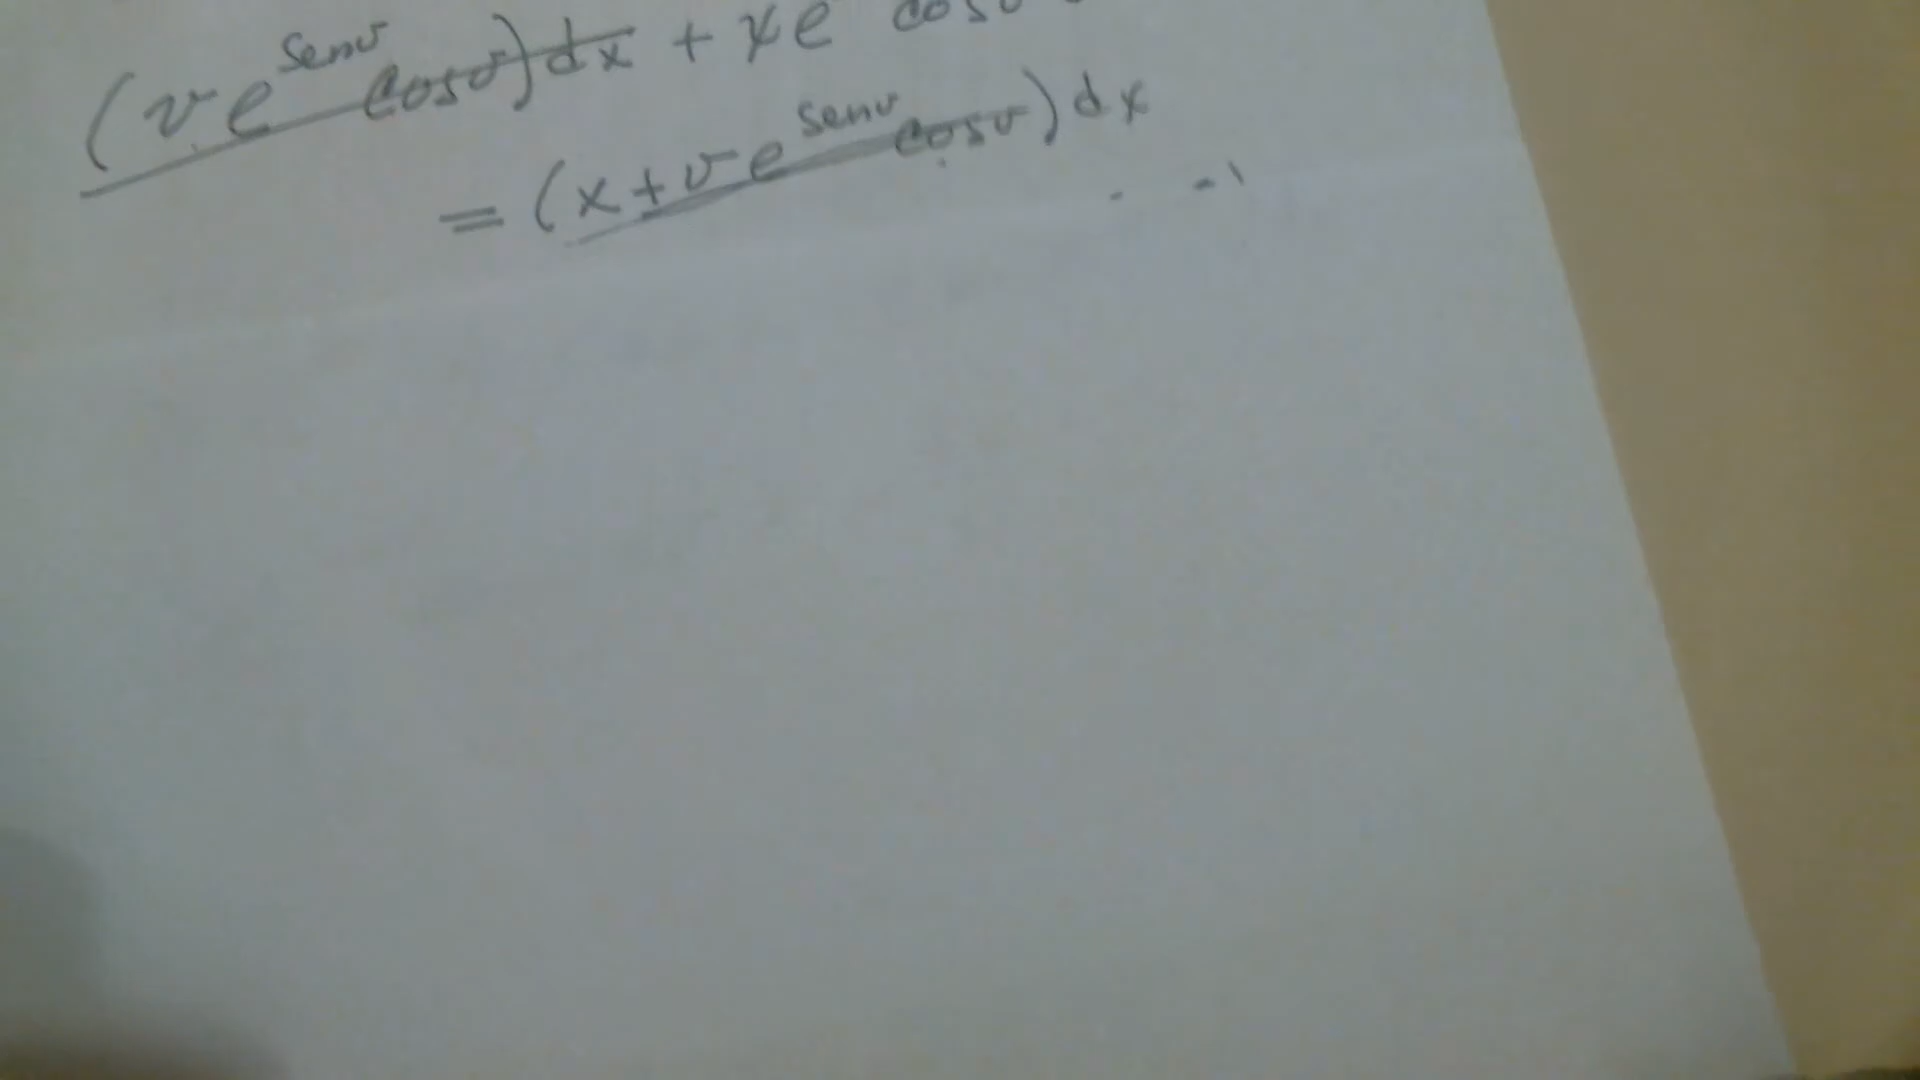 (ve^senv cosv)dx + xe cosv
= (x+ve^senv cosv)dx